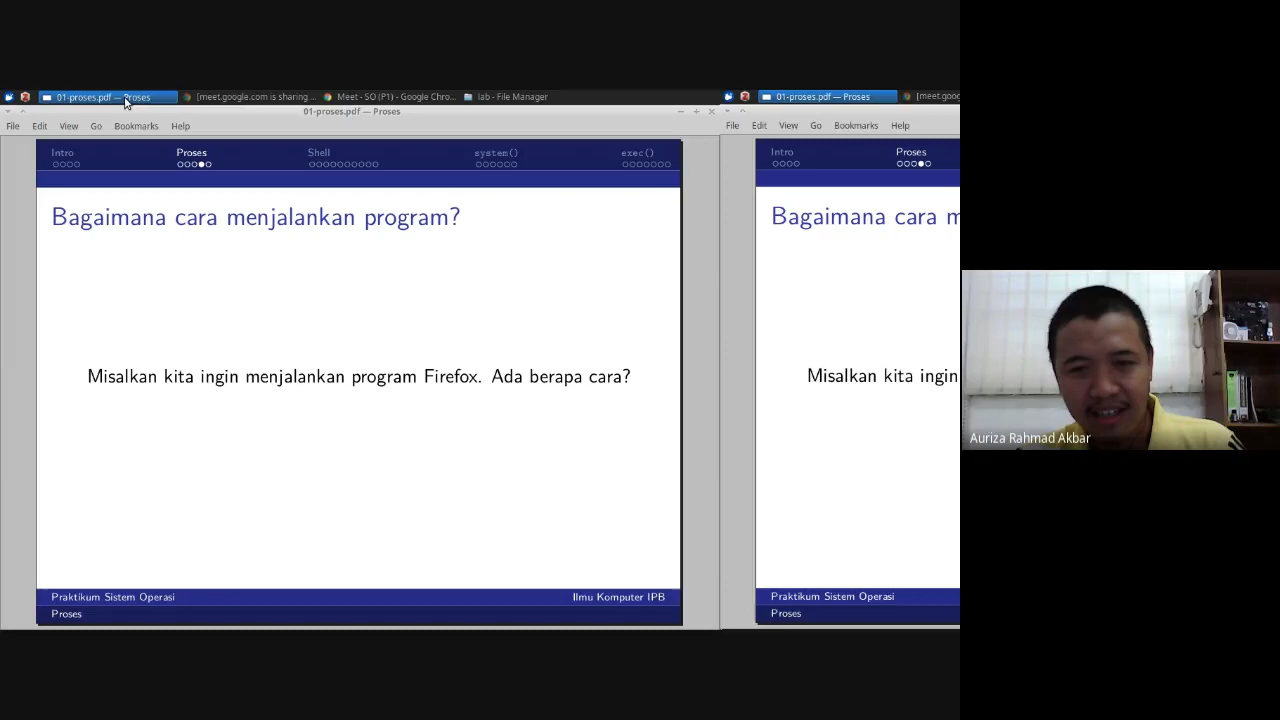 01-proses.pdf — Proses
[meet.google.com is sharing ...
Meet - SO (P1) - Google Chro...
lab - File Manager
01-proses.pdf — Proses
File Edit View Go Bookmarks Help
Intro Proses Shell system() exec()
Bagaimana cara menjalankan program?
Misalkan kita ingin menjalankan program Firefox. Ada berapa cara?
Praktikum Sistem Operasi Ilmu Komputer IPB
Proses
01-proses.pdf — Proses
[meet.goog
File Edit View Go Bookmarks Help
Intro Proses
Bagaimana cara m
Misalkan kita ingin
Praktikum Sistem Operasi
Proses
Auriza Rahmad Akbar